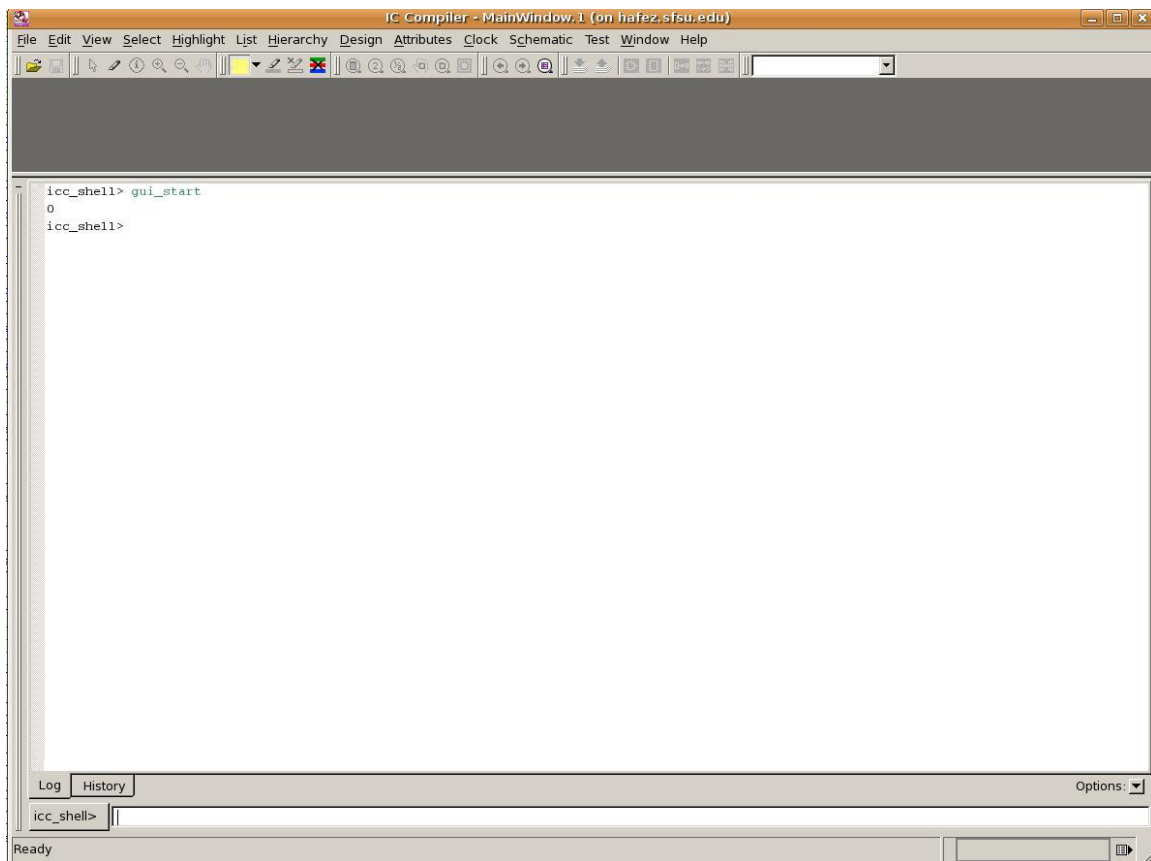 IC Compiler - MainWindow.1 (on hafez.sfsu.edu)
File Edit View Select Highlight List Hierarchy Design Attributes Clock Schematic Test Window Help
icc_shell> gui_start
0
icc_shell>
Log History Options:
icc_shell>
Ready